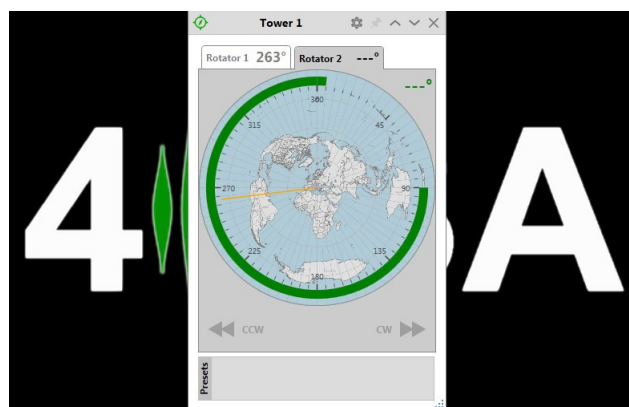 4 A
Tower 1
Rotator 1 263°
Rotator 2 ---°
---°
360
315 45
270 90
225 135
180
CCW CW
Presets